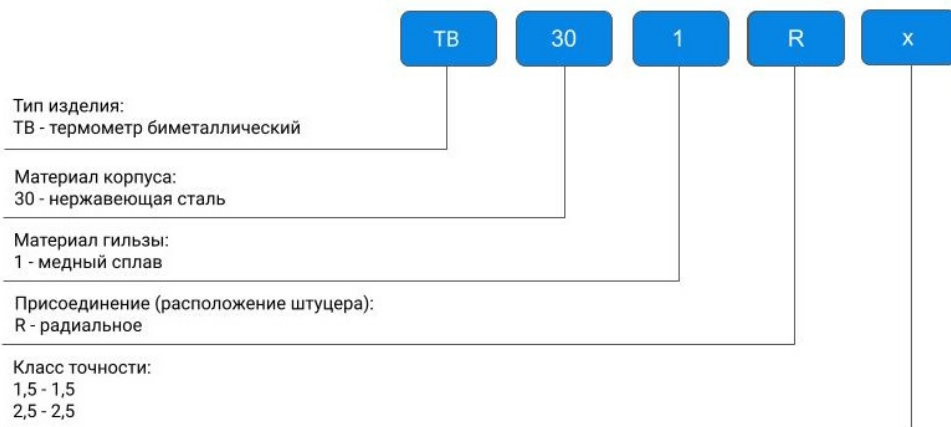 ТВ 30 1 R x
Тип изделия:
ТВ - термометр биметаллический
Материал корпуса:
30 - нержавеющая сталь
Материал гильзы:
1 - медный сплав
Присоединение (расположение штуцера):
R - радиальное
Класс точности:
1,5 - 1,5
2,5 - 2,5